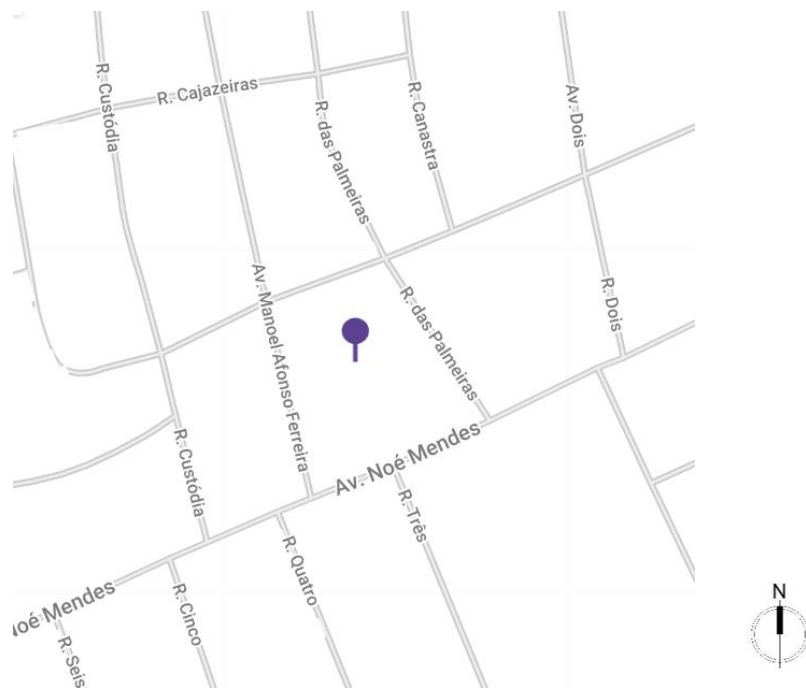 R. Custódia
R. Cajazeiras
R. das Palmeiras
R. Canastra
Av. Dois
Av. Manoel Afonso Ferreira
R. das Palmeiras
R. Dois
R. Custódia
Av. Noé Mendes
R. Três
R. Quatro
R. Cinco
Noé Mendes
R. Seis
N